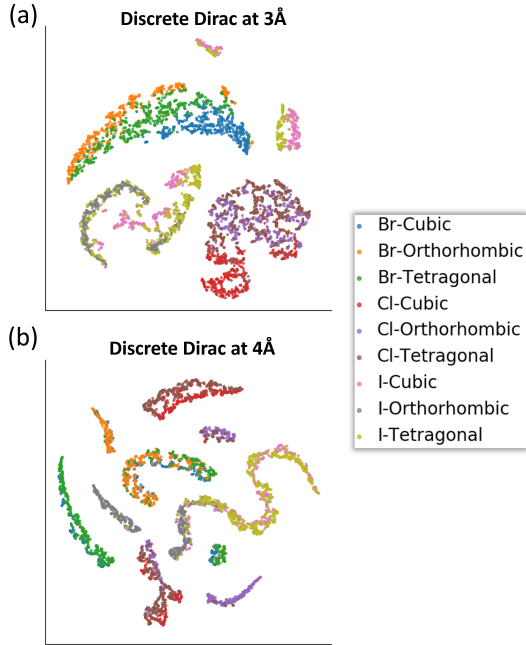 (a)
Discrete Dirac at 3Å
Br-Cubic
Br-Orthorhombic
Br-Tetragonal
Cl-Cubic
Cl-Orthorhombic
Cl-Tetragonal
I-Cubic
I-Orthorhombic
I-Tetragonal
(b)
Discrete Dirac at 4Å